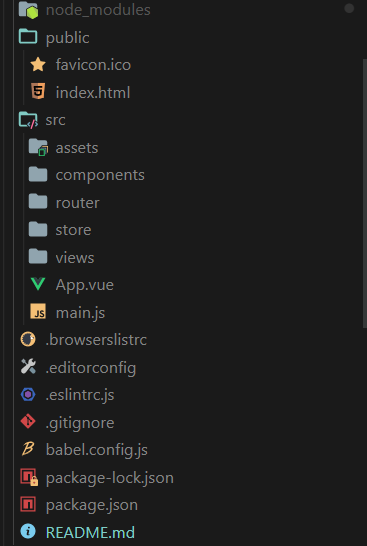 node_modules
public
favicon.ico
index.html
src
assets
components
router
store
views
App.vue
main.js
.browserslistrc
.editorconfig
.eslintrc.js
.gitignore
babel.config.js
package-lock.json
package.json
README.md